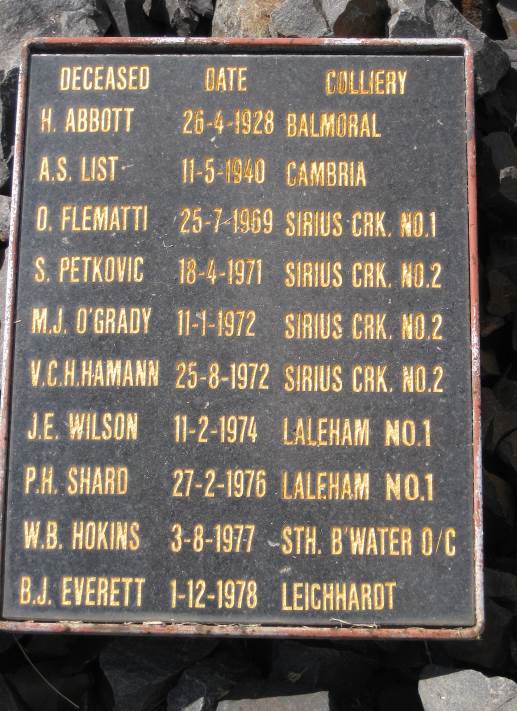 DECEASED DATE COLLIERY
H. ABBOTT 26-4-1928 BALMORAL
A.S. LIST 11-5-1940 CAMBRIA
O. FLEMATTI 25-7-1969 SIRIUS CRK. NO.1
S. PETKOVIC 18-4-1971 SIRIUS CRK. NO.2
M.J. O'GRADY 11-1-1972 SIRIUS CRK. NO.2
V.C.H.HAMANN 25-8-1972 SIRIUS CRK. NO.2
J.E. WILSON 11-2-1974 LALEHAM NO.1
P.H. SHARD 27-2-1976 LALEHAM NO.1
W.B. HOKINS 3-8-1977 STH. B'WATER O/C
B.J. EVERETT 1-12-1978 LEICHHARDT